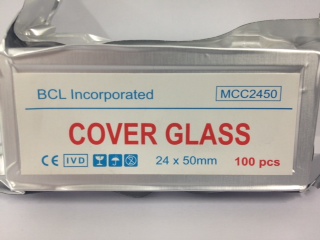 BCL Incorporated
MCC2450
COVER GLASS
CE IVD 24 x 50mm 100 pcs